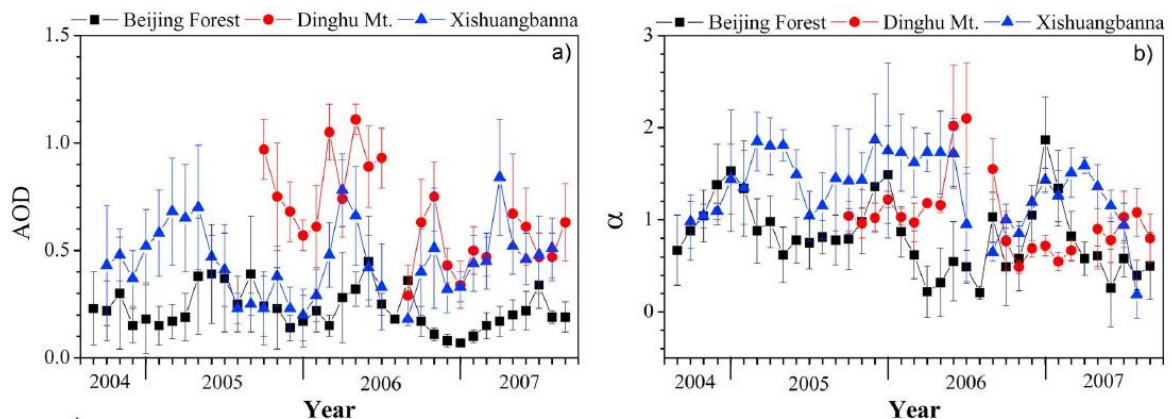 Beijing Forest Dinghu Mt. Xishuangbanna
a)
1.5
1.0
0.5
0.0
AOD
2004 2005 2006 2007
Year
Beijing Forest Dinghu Mt. Xishuangbanna
b)
3
2
1
0
α
2004 2005 2006 2007
Year